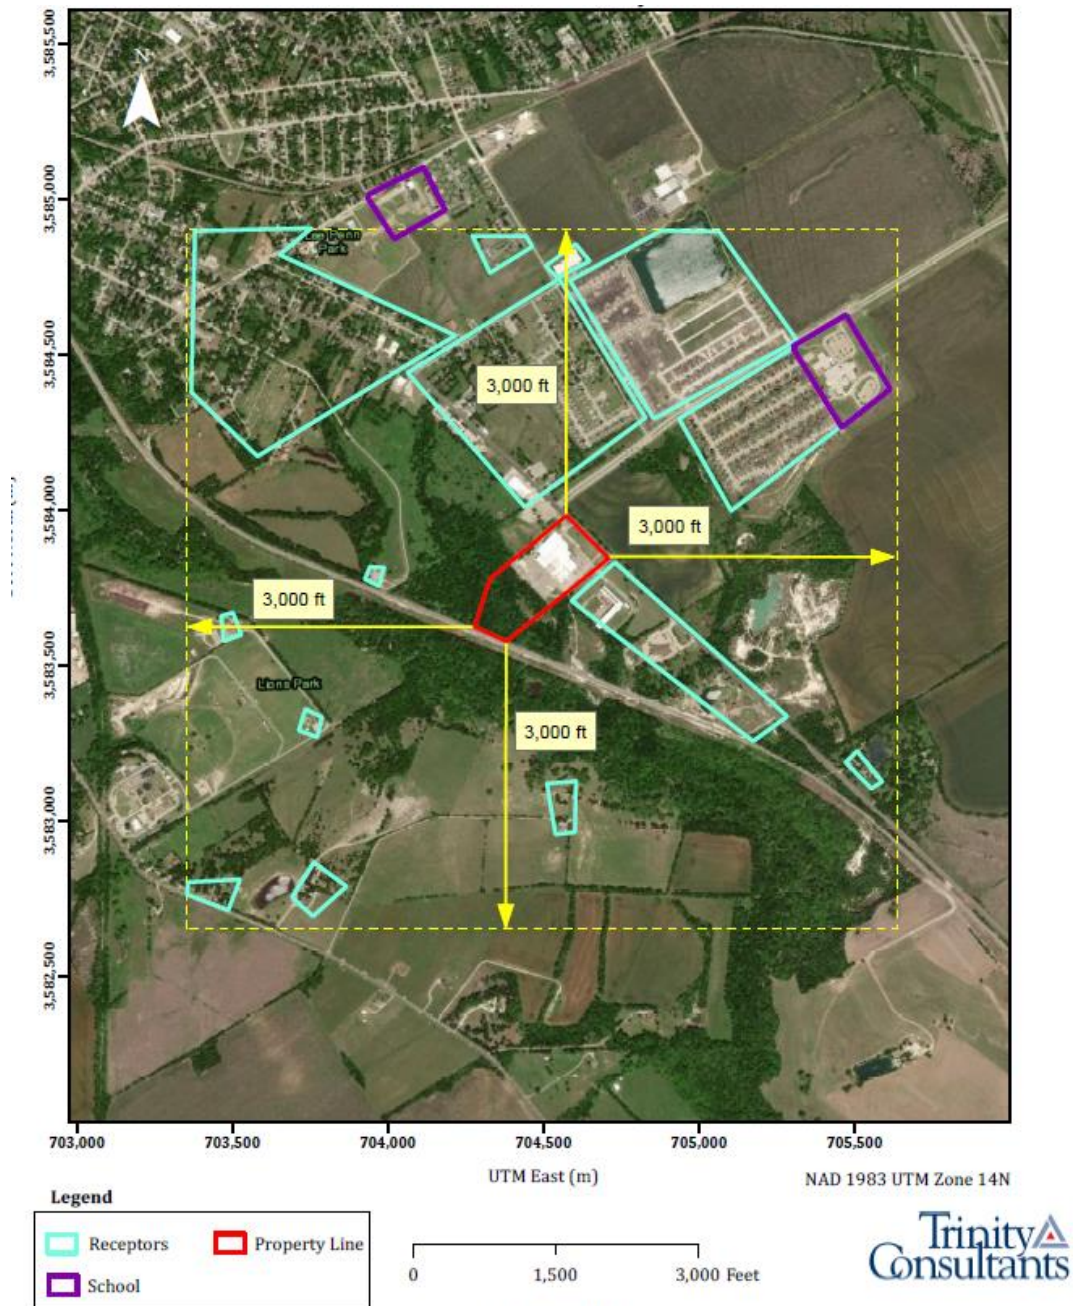 3,585,500
N
3,585,000
Lee Penn
Park
3,584,500
3,000 ft
3,584,000
3,000 ft
3,000 ft
3,583,500
Lions Park
3,000 ft
3,583,000
3,582,500
703,000
703,500
704,000
704,500
705,000
705,500
UTM East (m)
NAD 1983 UTM Zone 14N
Legend
Receptors
Property Line
School
0
1,500
3,000 Feet
Trinity
Consultants